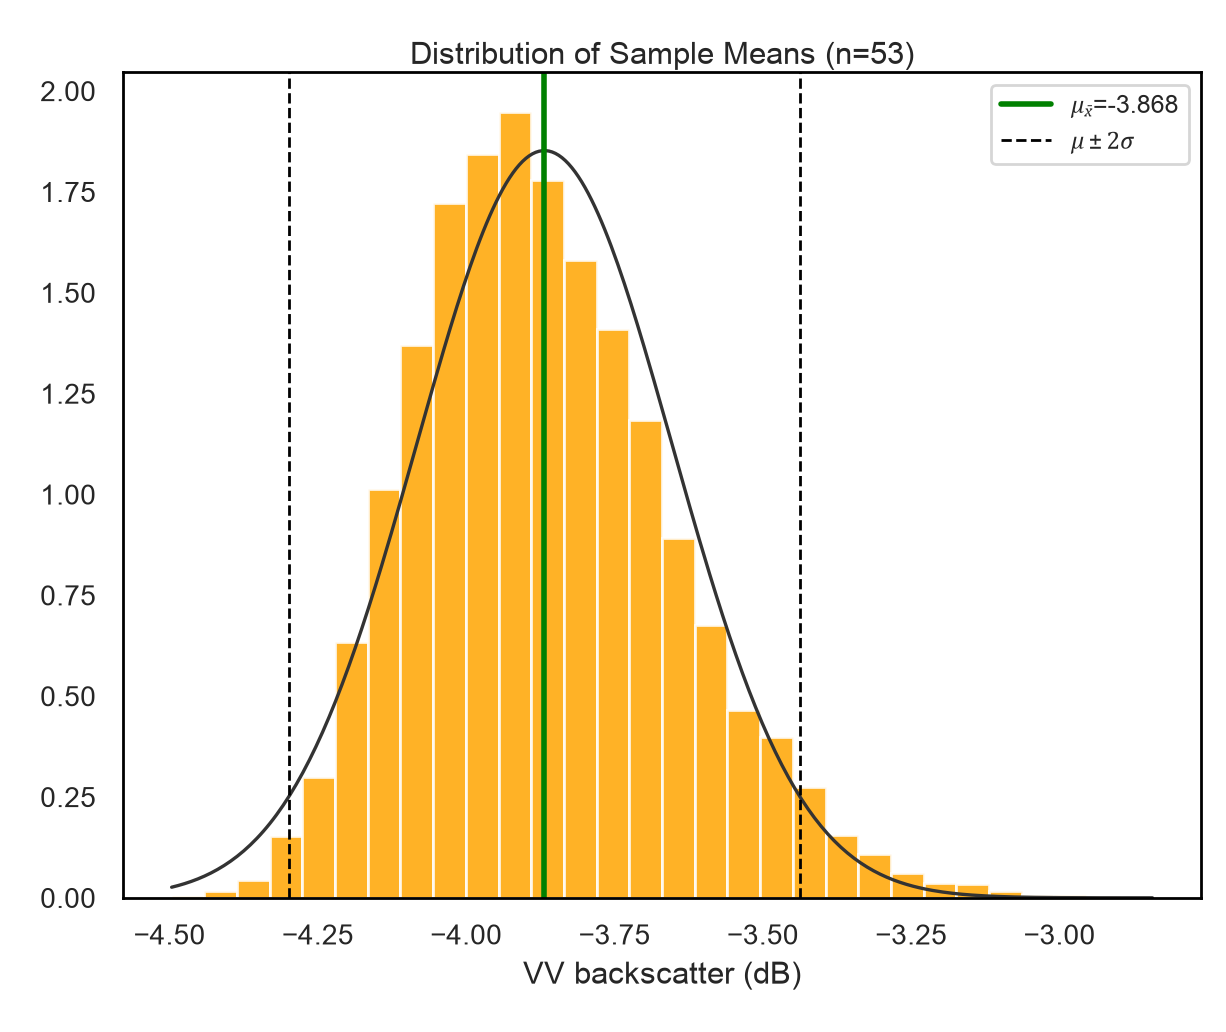 Distribution of Sample Means (n=53)
μx̄=-3.868
μ ± 2σ
2.00
1.75
1.50
1.25
1.00
0.75
0.50
0.25
0.00
−4.50 −4.25 −4.00 −3.75 −3.50 −3.25 −3.00
VV backscatter (dB)